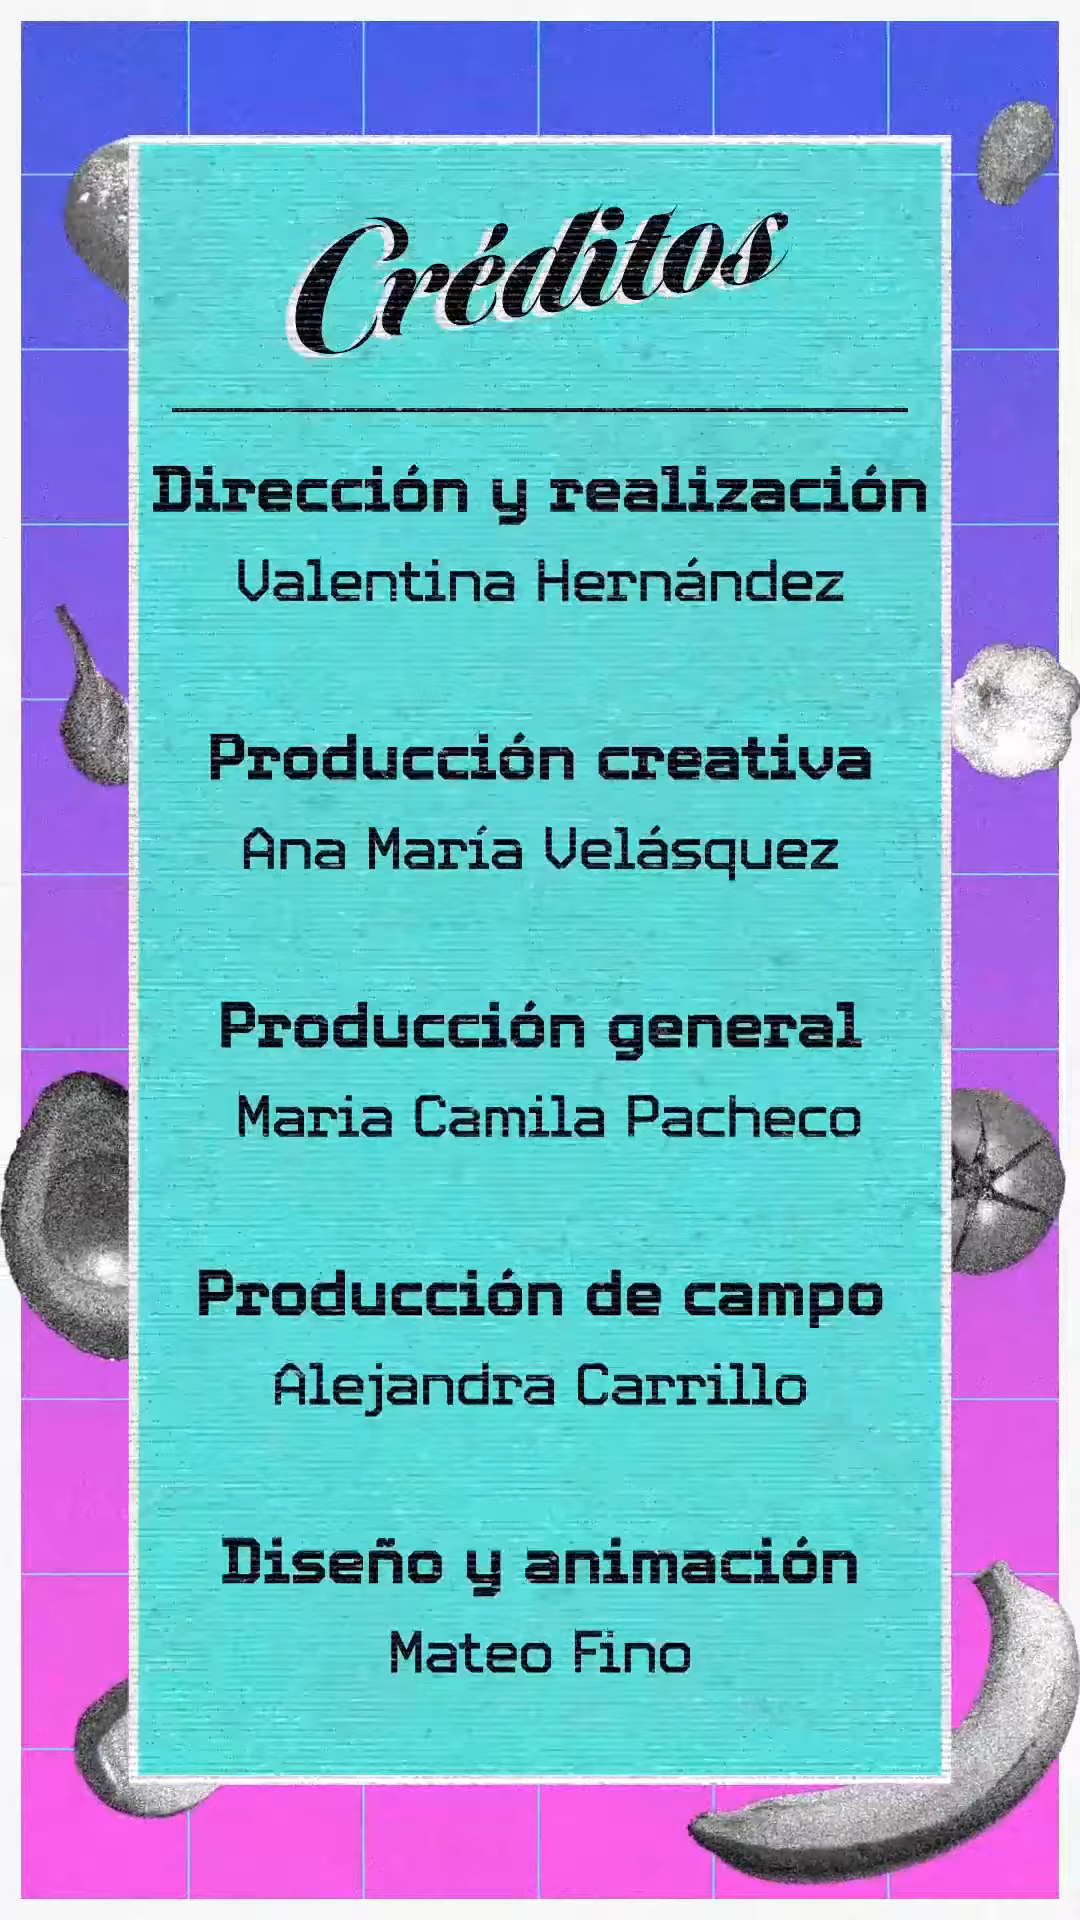 Créditos
Dirección y realización
Valentina Hernández
Producción creativa
Ana María Velásquez
Producción general
Maria Camila Pacheco
Producción de campo
Alejandra Carrillo
Diseño y animación
Mateo Fino